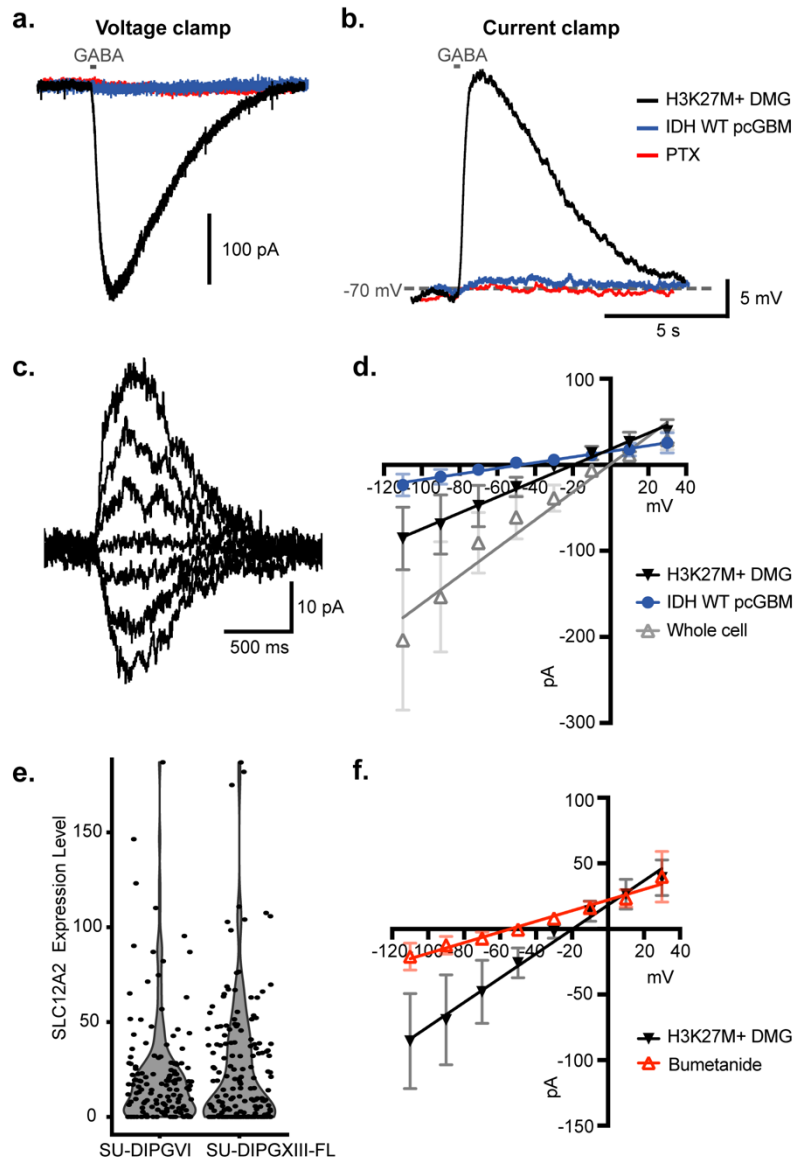 a.
Voltage clamp
GABA
100 pA
b.
Current clamp
GABA
H3K27M+ DMG
IDH WT pcGBM
PTX
-70 mV
5 mV
5 s
c.
10 pA
500 ms
d.
100
-120 -100 -80 -60 -40 -20 20 40
mV
-100
-200
-300
pA
H3K27M+ DMG
IDH WT pcGBM
Whole cell
e.
SLC12A2 Expression Level
150
100
50
0
SU-DIPGVI SU-DIPGXIII-FL
f.
100
50
-120 -100 -80 -60 -40 -20 20 40
mV
-50
-100
-150
pA
H3K27M+ DMG
Bumetanide